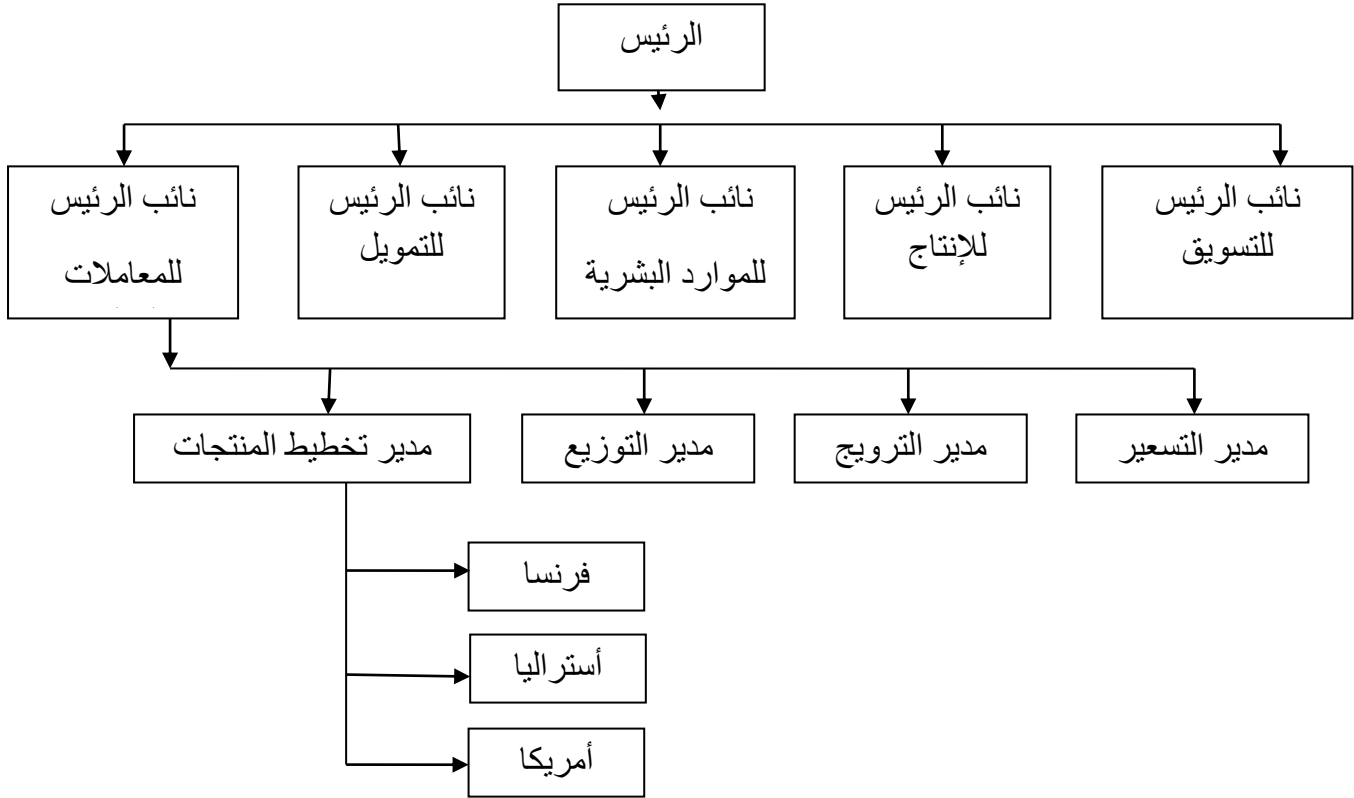 الرئيس
نائب الرئيس
للتسويق
نائب الرئيس
للإنتاج
نائب الرئيس
للموارد البشرية
نائب الرئيس
للتمويل
نائب الرئيس
للمعاملات
مدير التسعير
مدير الترويج
مدير التوزيع
مدير تخطيط المنتجات
فرنسا
أستراليا
أمريكا